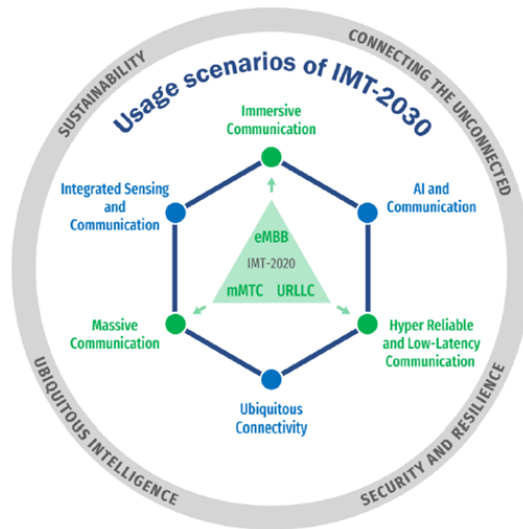 SUSTAINABILITY
CONNECTING THE UNCONNECTED
Usage scenarios of IMT-2030
Immersive
Communication
Integrated Sensing
and
Communication
AI and
Communication
eMBB
IMT-2020
mMTC URLLC
Massive
Communication
Hyper Reliable
and Low-Latency
Communication
Ubiquitous
Connectivity
UBIQUITOUS INTELLIGENCE
SECURITY AND RESILIENCE